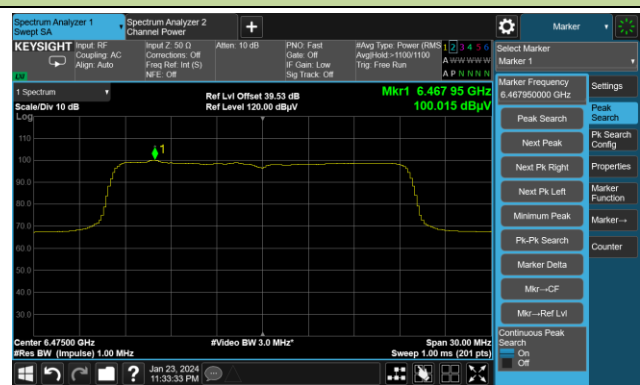 Spectrum Analyzer 1
Swept SA
Spectrum Analyzer 2
Channel Power
Marker
KEYSIGHT
Input: RF
Coupling: AC
Align: Auto
Input Z: 50 Ω
Corrections: Off
Freq Ref: Int (S)
NFE: Off
Atten: 10 dB
PNO: Fast
Gate: Off
IF Gain: Low
Sig Track: Off
#Avg Type: Power (RMS
Avg|Hold:>1100/1100
Trig: Free Run
1 2 3 4 5 6
A W W W W W
A P N N N N
LW
Select Marker
Marker 1
1 Spectrum
Scale/Div 10 dB
Log
Ref Lvl Offset 39.53 dB
Ref Level 120.00 dBµV
Mkr1 6.467 95 GHz
100.015 dBµV
1
110
100
90.0
80.0
70.0
60.0
50.0
40.0
30.0
Center 6.47500 GHz
#Res BW (Impulse) 1.00 MHz
#Video BW 3.0 MHz*
Span 30.00 MHz
Sweep 1.00 ms (201 pts)
Marker Frequency
6.467950000 GHz
Peak Search
Next Peak
Next Pk Right
Next Pk Left
Minimum Peak
Pk-Pk Search
Marker Delta
Mkr→CF
Mkr→Ref Lvl
Continuous Peak
Search
On
Off
Settings
Peak
Search
Pk Search
Config
Properties
Marker
Function
Marker→
Counter
Jan 23, 2024
11:33:33 PM